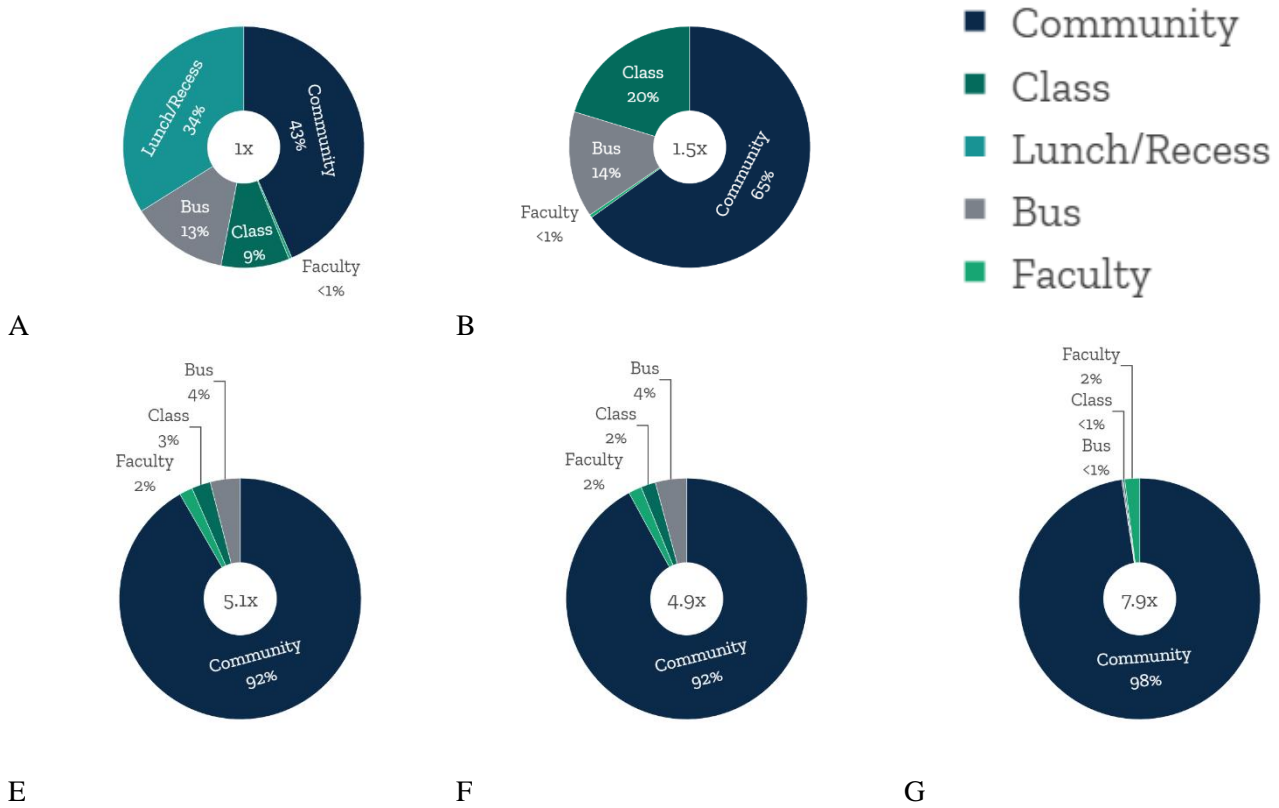 Lunch/Recess
34%
Community
43%
1x
Bus
13%
Class
9%
Faculty
<1%
A
Class
20%
Bus
14%
1.5x
Community
65%
Faculty
<1%
B
Community
Class
Lunch/Recess
Bus
Faculty
Bus
4%
Class
3%
Faculty
2%
5.1x
Community
92%
E
Bus
4%
Class
2%
Faculty
2%
4.9x
Community
92%
F
Faculty
2%
Class
<1%
Bus
<1%
7.9x
Community
98%
G